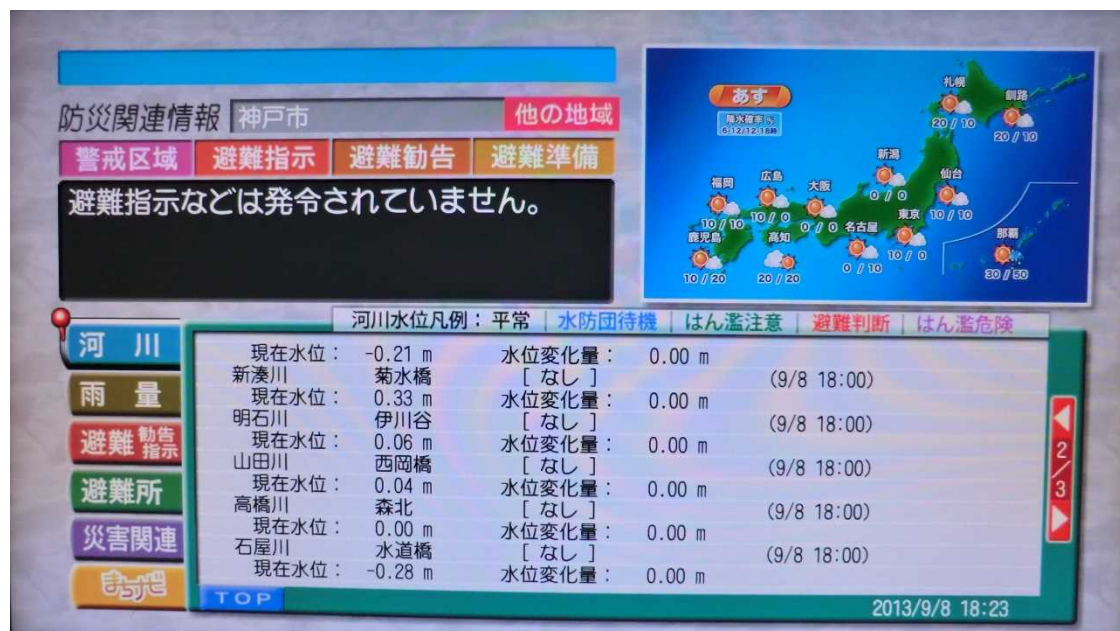 防災関連情報 神戸市 他の地域
警戒区域 避難指示 避難勧告 避難準備
避難指示などは発令されていません。
あす
降水確率 %
6-12/12-18時
札幌
20 / 10
釧路
20 / 10
新潟
0 / 0
仙台
10 / 10
福岡
10 / 10
広島
10 / 0
大阪
0 / 0
名古屋
0 / 10
東京
10 / 0
鹿児島
10 / 20
高知
20 / 20
那覇
30 / 50
河川
雨量
避難 勧告 指示
避難所
災害関連
まちナビ
河川水位凡例：平常 水防団待機 はん濫注意 避難判断 はん濫危険
現在水位： -0.21 m 水位変化量： 0.00 m
新湊川 菊水橋 [ なし ] (9/8 18:00)
現在水位： 0.33 m 水位変化量： 0.00 m
明石川 伊川谷 [ なし ] (9/8 18:00)
現在水位： 0.06 m 水位変化量： 0.00 m
山田川 西岡橋 [ なし ] (9/8 18:00)
現在水位： 0.04 m 水位変化量： 0.00 m
高橋川 森北 [ なし ] (9/8 18:00)
現在水位： 0.00 m 水位変化量： 0.00 m
石屋川 水道橋 [ なし ] (9/8 18:00)
現在水位： -0.28 m 水位変化量： 0.00 m
2/3
TOP
2013/9/8 18:23